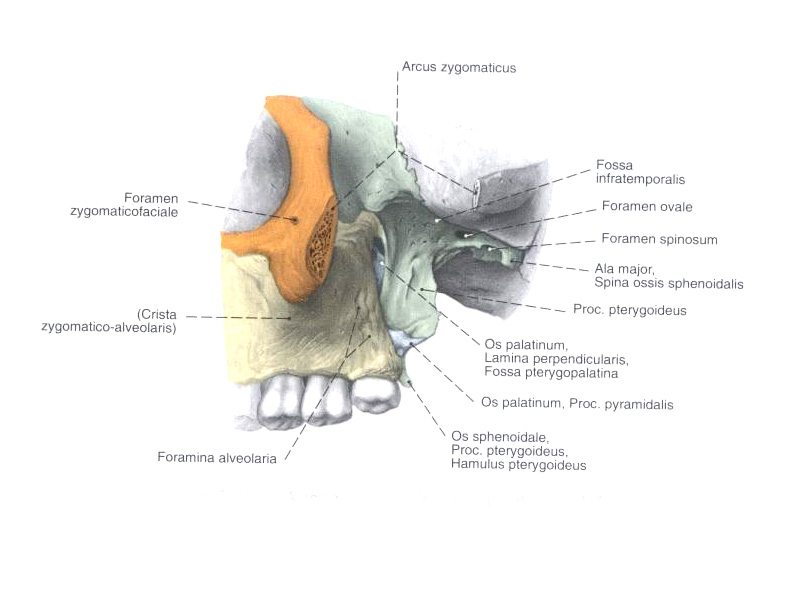 Arcus zygomaticus
Fossa
infratemporalis
Foramen ovale
Foramen spinosum
Ala major,
Spina ossis sphenoidalis
Proc. pterygoideus
Os palatinum,
Lamina perpendicularis,
Fossa pterygopalatina
Os palatinum, Proc. pyramidalis
Os sphenoidale,
Proc. pterygoideus,
Hamulus pterygoideus
Foramen
zygomaticofaciale
(Crista
zygomatico-alveolaris)
Foramina alveolaria